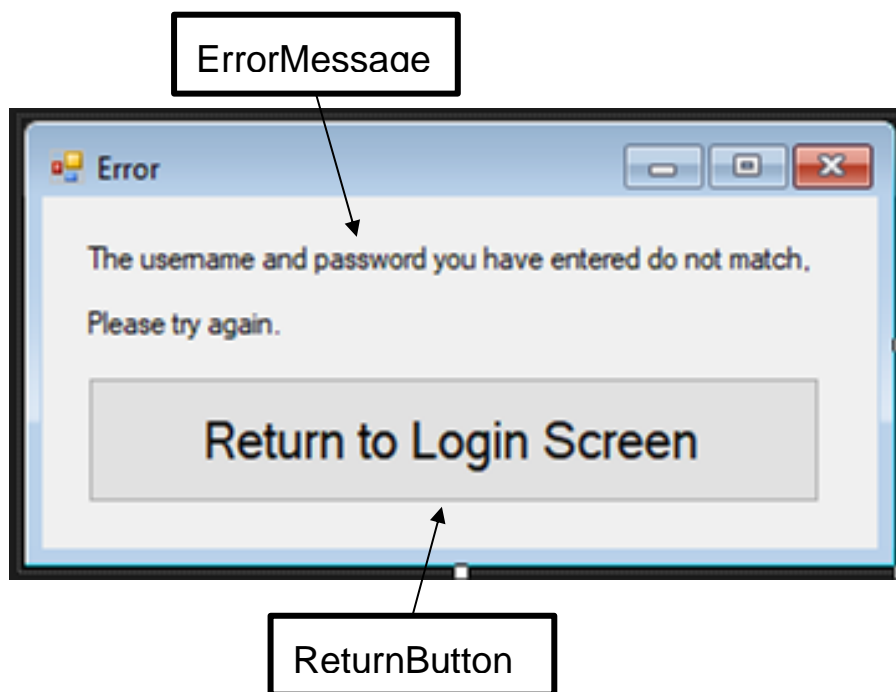 ErrorMessage
Error
The username and password you have entered do not match,
Please try again.
Return to Login Screen
ReturnButton